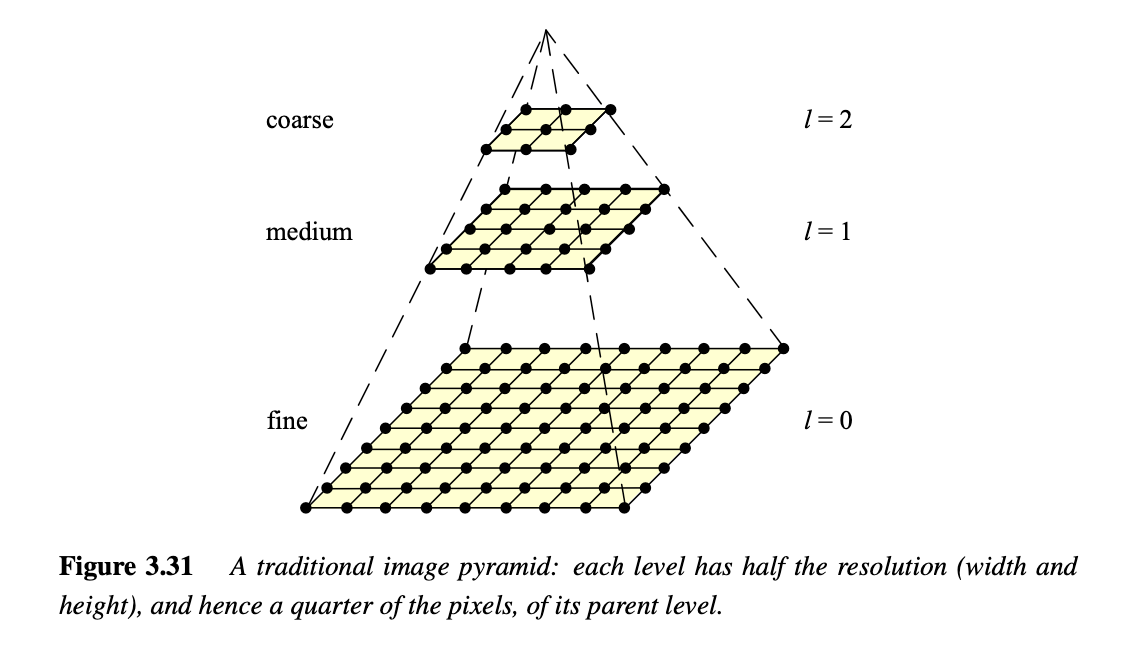 coarse
l = 2
medium
l = 1
fine
l = 0
Figure 3.31 A traditional image pyramid: each level has half the resolution (width and
height), and hence a quarter of the pixels, of its parent level.